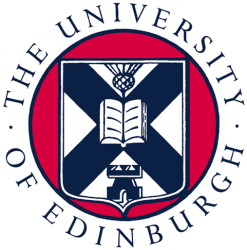 · THE UNIVERSITY ·
OF EDINBURGH